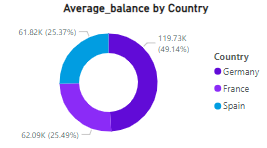 Average_balance by Country
61.82K (25.37%)
119.73K
(49.14%)
62.09K (25.49%)
Country
Germany
France
Spain